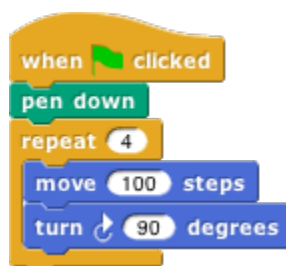 when clicked
pen down
repeat 4
move 100 steps
turn 90 degrees